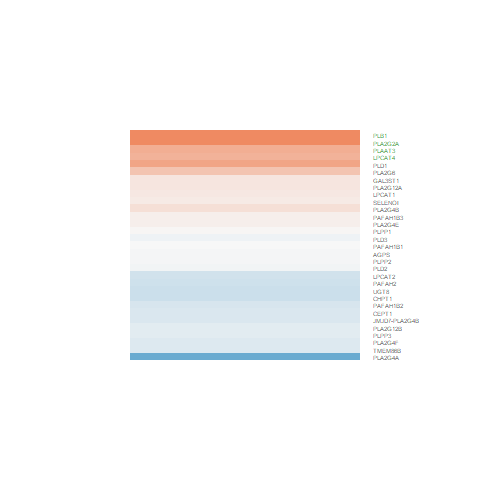 PLB1
PLA2G2A
PLAAT3
LPCAT4
PLD1
PLA2G6
GAL3ST1
PLA2G12A
LPCAT1
SELENOI
PLA2G4B
PAFAH1B3
PLA2G4E
PLPP1
PLD3
PAFAH1B1
AGPS
PLPP2
PLD2
LPCAT2
PAFAH2
UGT8
CHPT1
PAFAH1B2
CEPT1
JMJD7-PLA2G4B
PLA2G12B
PLPP3
PLA2G4F
TMEM86B
PLA2G4A